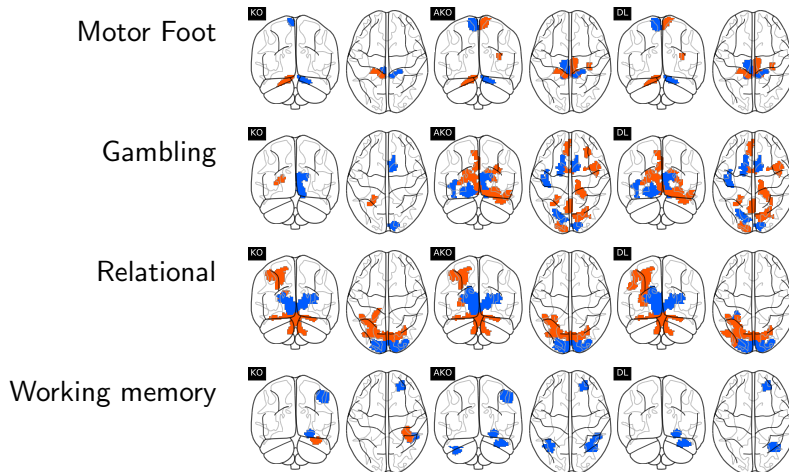 Motor Foot KO AKO DL
Gambling KO AKO DL
Relational KO AKO DL
Working memory KO AKO DL